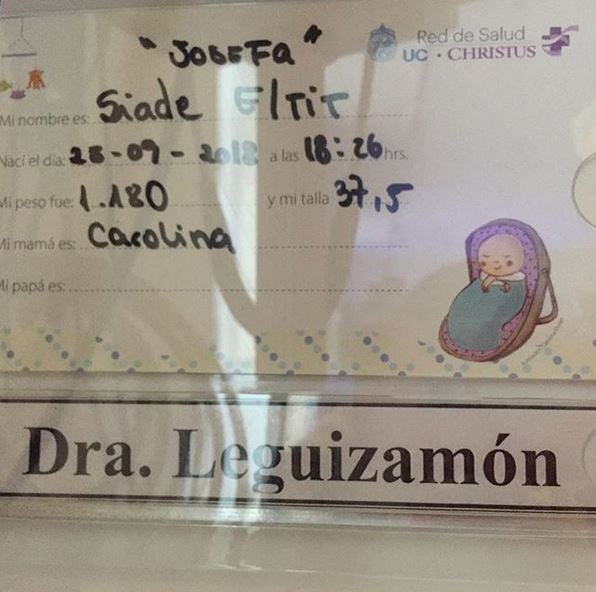 "JOSEFa"
Red de Salud
UC · CHRISTUS
Mi nombre es: Siade Eltit
Nací el día: 25-09-2018 a las 18:26 hrs.
Mi peso fue: 1.180 y mi talla 37,5
Mi mamá es: Carolina
Mi papá es:
Dra. Leguizamón